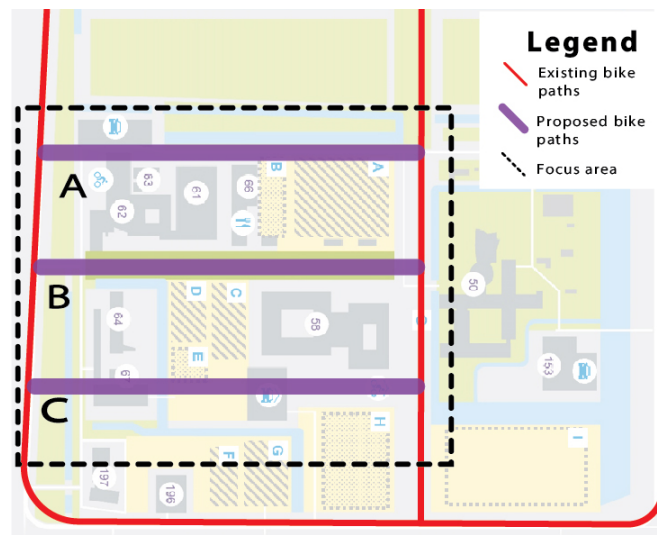 Legend
Existing bike
paths
Proposed bike
paths
Focus area
A
B
C
A
B
63
61
66
62
D
C
E
64
67
58
50
153
H
I
F
G
197
196